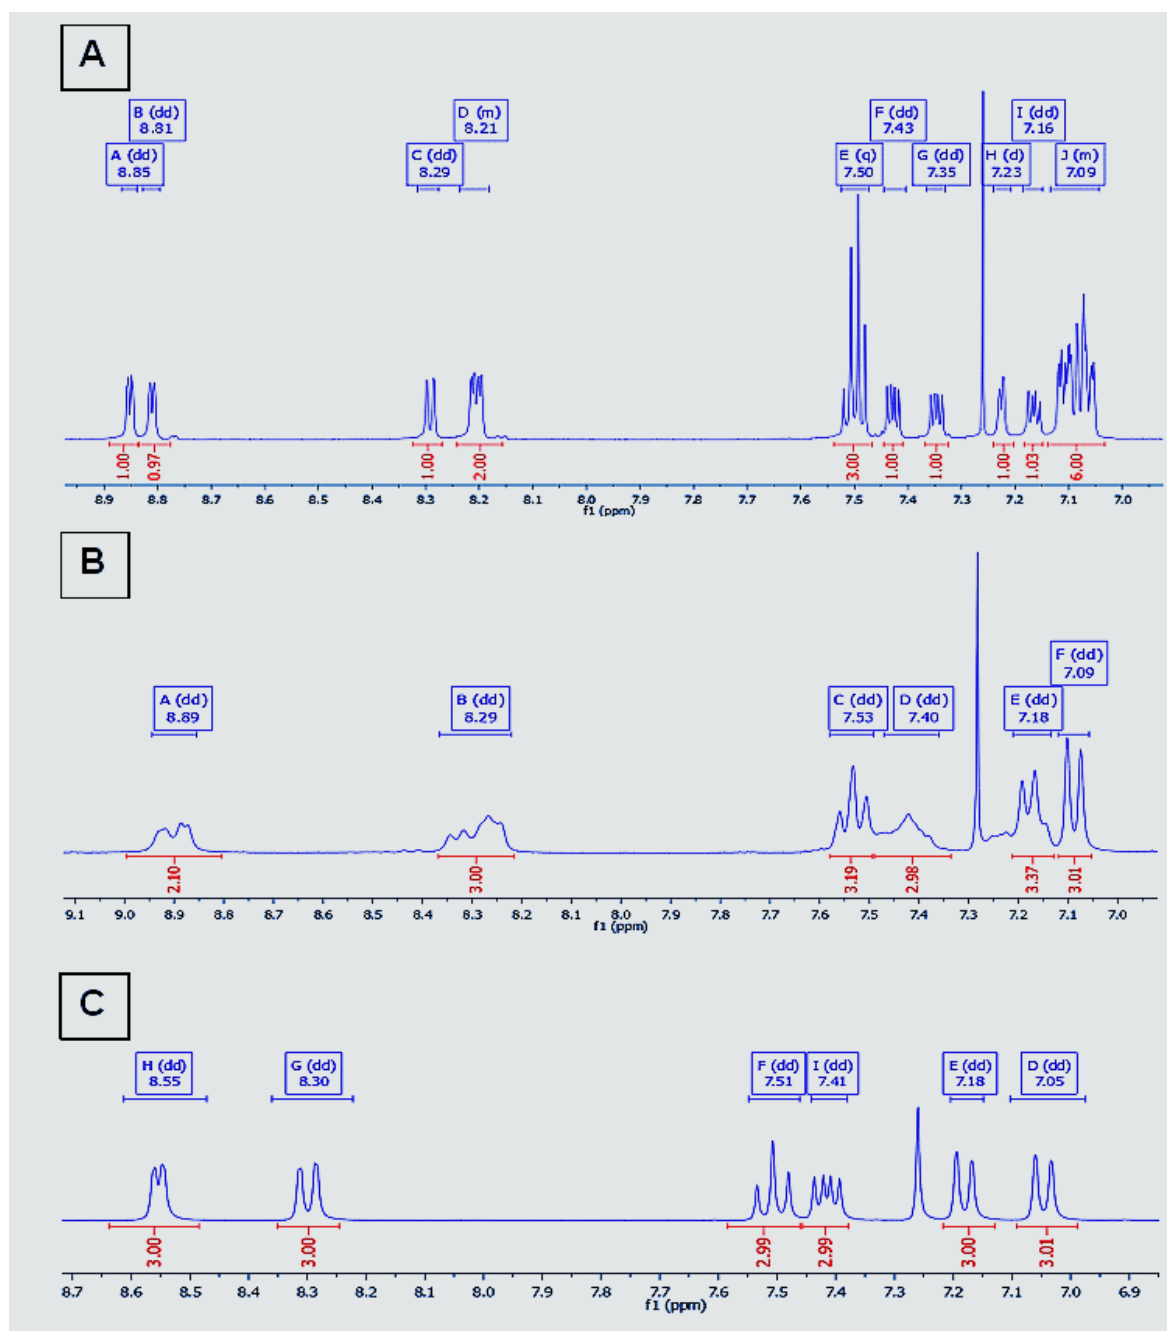 A
B (dd)
8.81
D (m)
8.21
F (dd)
7.43
I (dd)
7.16
A (dd)
8.85
C (dd)
8.29
E (q)
7.50
G (dd)
7.35
H (d)
7.23
J (m)
7.09
1.00
0.97
1.00
2.00
3.00
1.00
1.00
1.00
1.03
6.00
8.9 8.8 8.7 8.6 8.5 8.4 8.3 8.2 8.1 8.0 7.9 7.8 7.7 7.6 7.5 7.4 7.3 7.2 7.1 7.0
f1 (ppm)
B
F (dd)
7.09
A (dd)
8.89
B (dd)
8.29
C (dd)
7.53
D (dd)
7.40
E (dd)
7.18
2.10
3.00
3.19
2.98
3.37
3.01
9.1 9.0 8.9 8.8 8.7 8.6 8.5 8.4 8.3 8.2 8.1 8.0 7.9 7.8 7.7 7.6 7.5 7.4 7.3 7.2 7.1 7.0
f1 (ppm)
C
H (dd)
8.55
G (dd)
8.30
F (dd)
7.51
I (dd)
7.41
E (dd)
7.18
D (dd)
7.05
3.00
3.00
2.99
2.99
3.00
3.01
8.7 8.6 8.5 8.4 8.3 8.2 8.1 8.0 7.9 7.8 7.7 7.6 7.5 7.4 7.3 7.2 7.1 7.0 6.9
f1 (ppm)